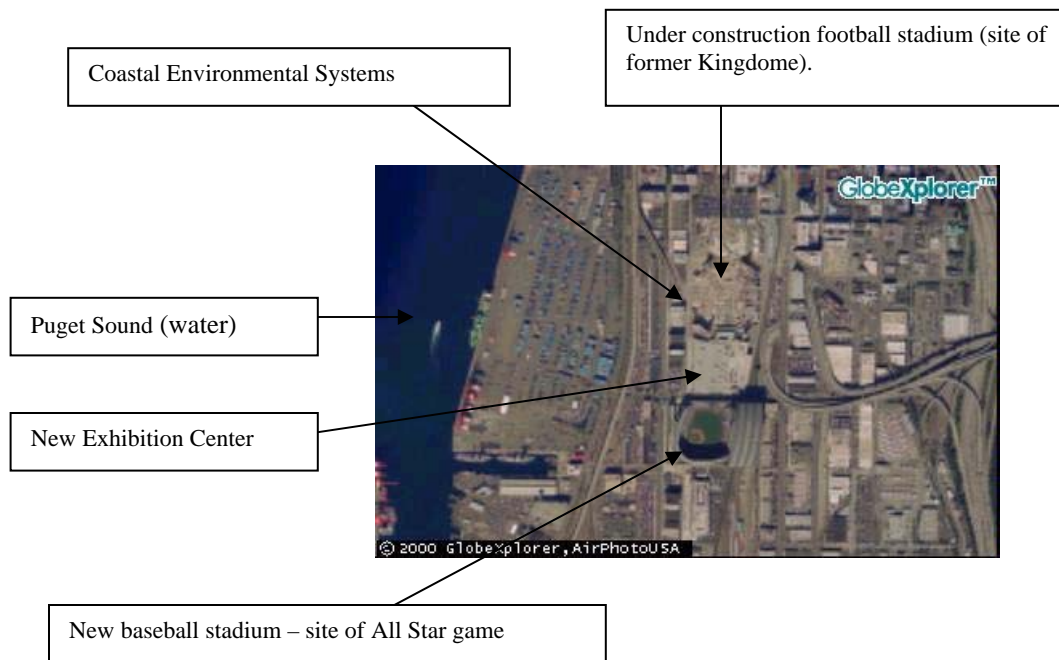 Under construction football stadium (site of
former Kingdome).
Coastal Environmental Systems
GlobeXplorer™
Puget Sound (water)
New Exhibition Center
© 2000 GlobeXplorer, AirPhotoUSA
New baseball stadium – site of All Star game